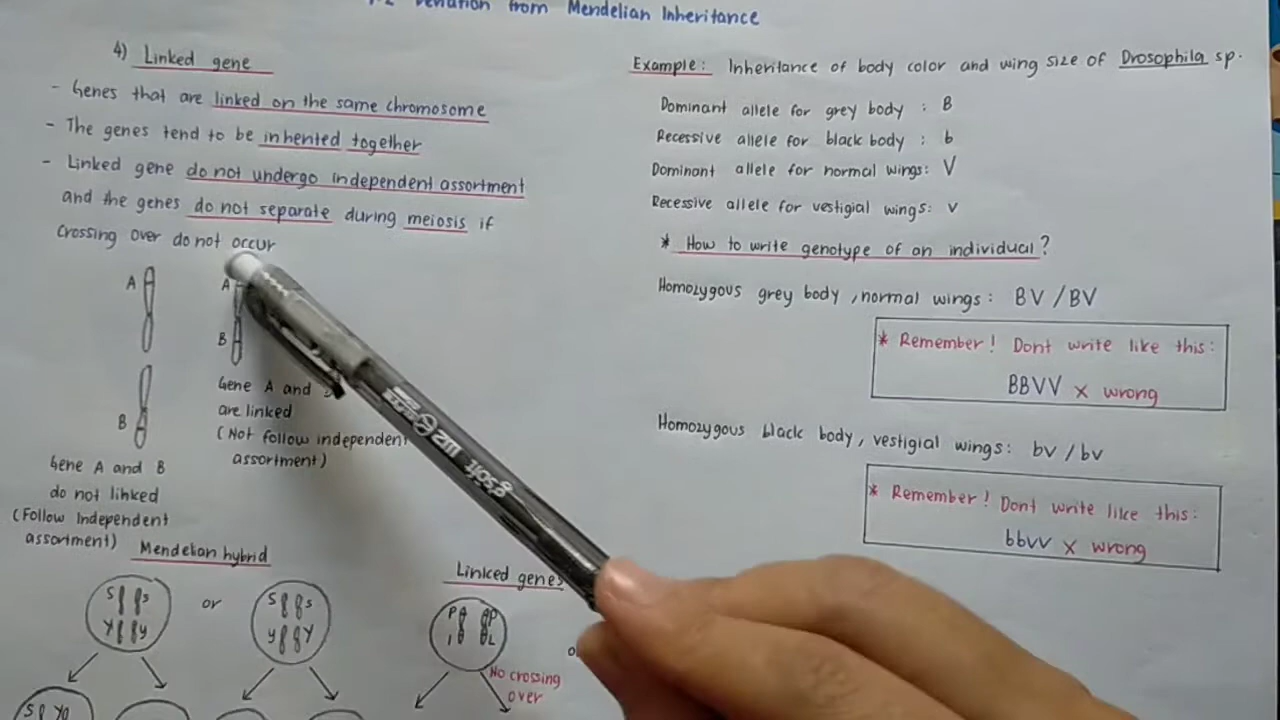 Deviation from Mendelian Inheritance
4) Linked gene
- Genes that are linked on the same chromosome
- The genes tend to be inherited together
- Linked gene do not undergo independent assortment
and the genes do not separate during meiosis if
crossing over do not occur
A
B
Gene A and B
do not linked
(Follow Independent
assortment)
A
B
Gene A and
are linked
(Not follow independent
assortment)
Mendelian hybrid
S s
Y y
or
S s
y Y
S Y
Linked genes
P P
l L
No crossing
over
Example: Inheritance of body color and wing size of Drosophila sp.
Dominant allele for grey body : B
Recessive allele for black body : b
Dominant allele for normal wings: V
Recessive allele for vestigial wings: v
* How to write genotype of an individual?
Homozygous grey body, normal wings: BV / BV
* Remember! Dont write like this:
BBVV x wrong
Homozygous black body, vestigial wings: bv / bv
* Remember! Dont write like this:
bbvv x wrong